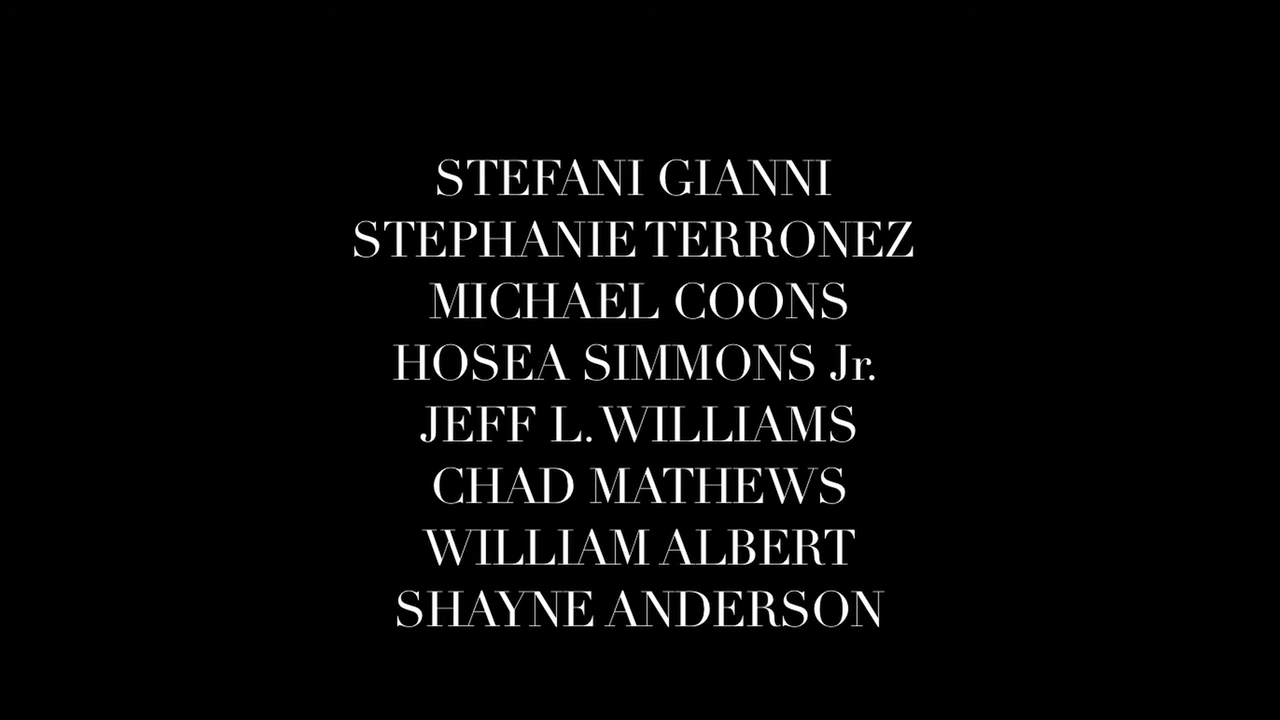 STEFANI GIANNI
STEPHANIE TERRONEZ
MICHAEL COONS
HOSEA SIMMONS Jr.
JEFF L. WILLIAMS
CHAD MATHEWS
WILLIAM ALBERT
SHAYNE ANDERSON